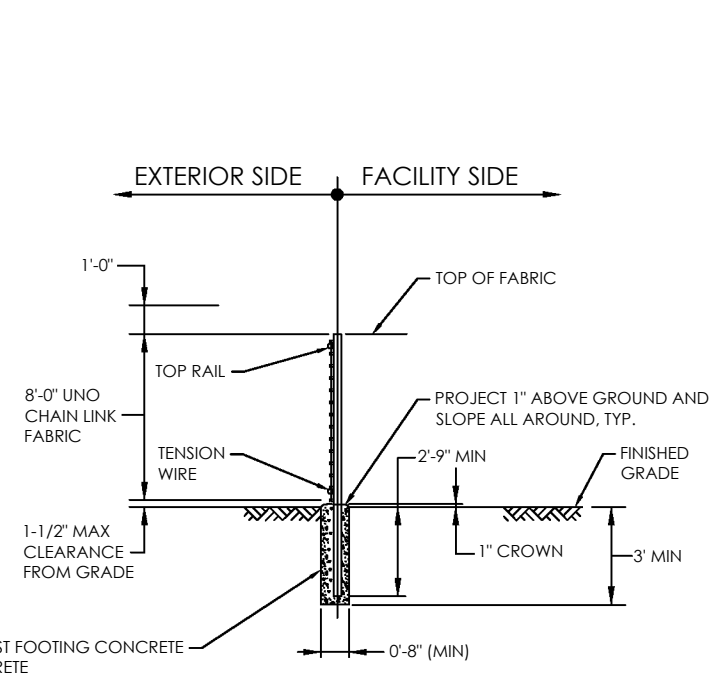 EXTERIOR SIDE
FACILITY SIDE
1'-0"
TOP OF FABRIC
TOP RAIL
8'-0" UNO
CHAIN LINK
FABRIC
PROJECT 1" ABOVE GROUND AND
SLOPE ALL AROUND, TYP.
TENSION
WIRE
2'-9" MIN
FINISHED
GRADE
1-1/2" MAX
CLEARANCE
FROM GRADE
1" CROWN
3' MIN
FOOTING CONCRETE
0'-8" (MIN)